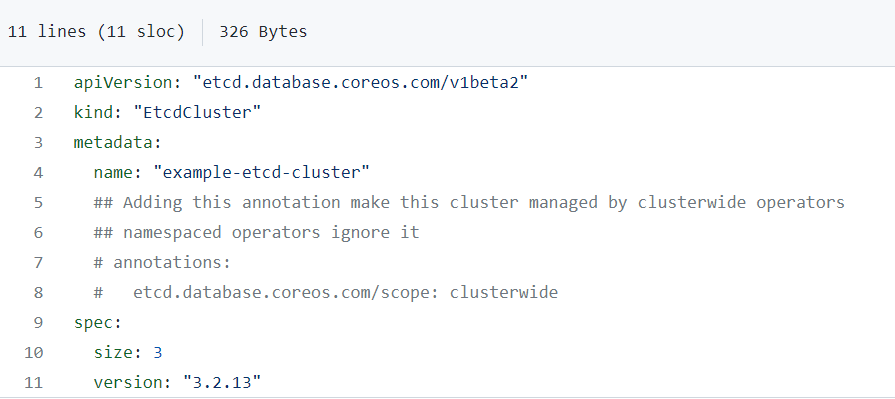 11 lines (11 sloc) 326 Bytes
1 apiVersion: "etcd.database.coreos.com/v1beta2"
2 kind: "EtcdCluster"
3 metadata:
4   name: "example-etcd-cluster"
5   ## Adding this annotation make this cluster managed by clusterwide operators
6   ## namespaced operators ignore it
7   # annotations:
8   #   etcd.database.coreos.com/scope: clusterwide
9 spec:
10   size: 3
11   version: "3.2.13"